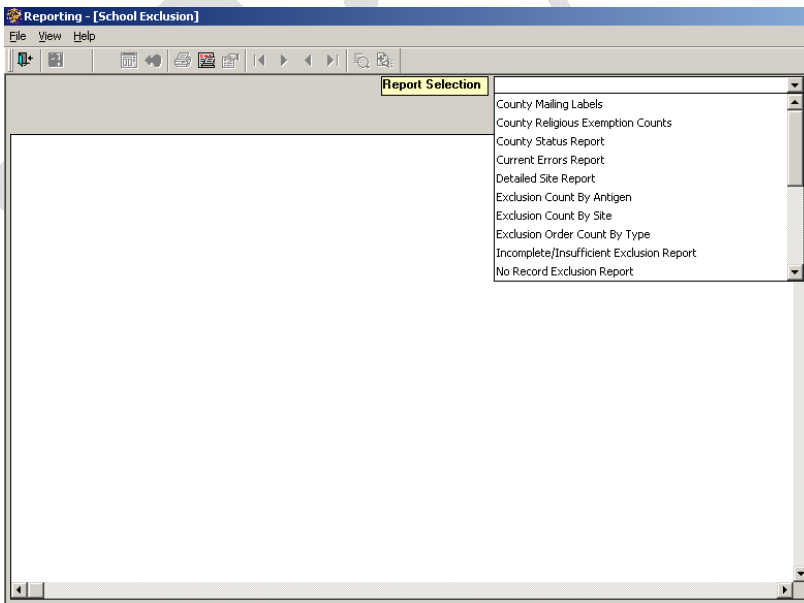 Reporting - [School Exclusion]
File View Help
Report Selection
County Mailing Labels
County Religious Exemption Counts
County Status Report
Current Errors Report
Detailed Site Report
Exclusion Count By Antigen
Exclusion Count By Site
Exclusion Order Count By Type
Incomplete/Insufficient Exclusion Report
No Record Exclusion Report